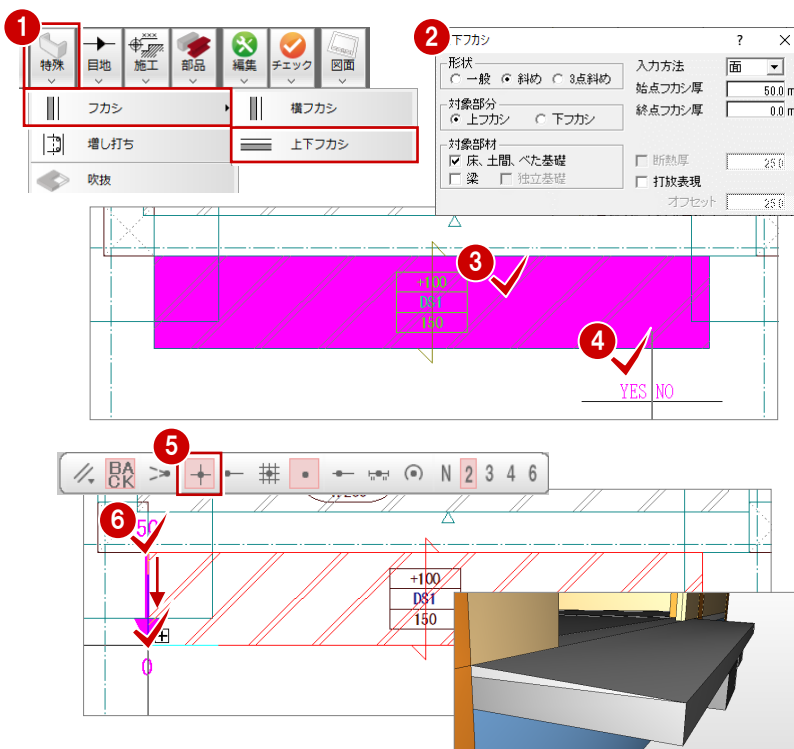 1
特殊 目地 施工 部品 編集 チェック 図面
フカシ
横フカシ
増し打ち
上下フカシ
吹抜
2
下フカシ ? ×
形状
一般 斜め 3点斜め
対象部分
上フカシ 下フカシ
対象部材
床、土間、べた基礎
梁 独立基礎
入力方法 面
始点フカシ厚 50.0 m
終点フカシ厚 0.0 m
断熱厚 25.0
打放表現
オフセット 25.0
3
+100
DS1
150
4
YES NO
5
BACK N 2 3 4 6
6
50
+100
DS1
150
0